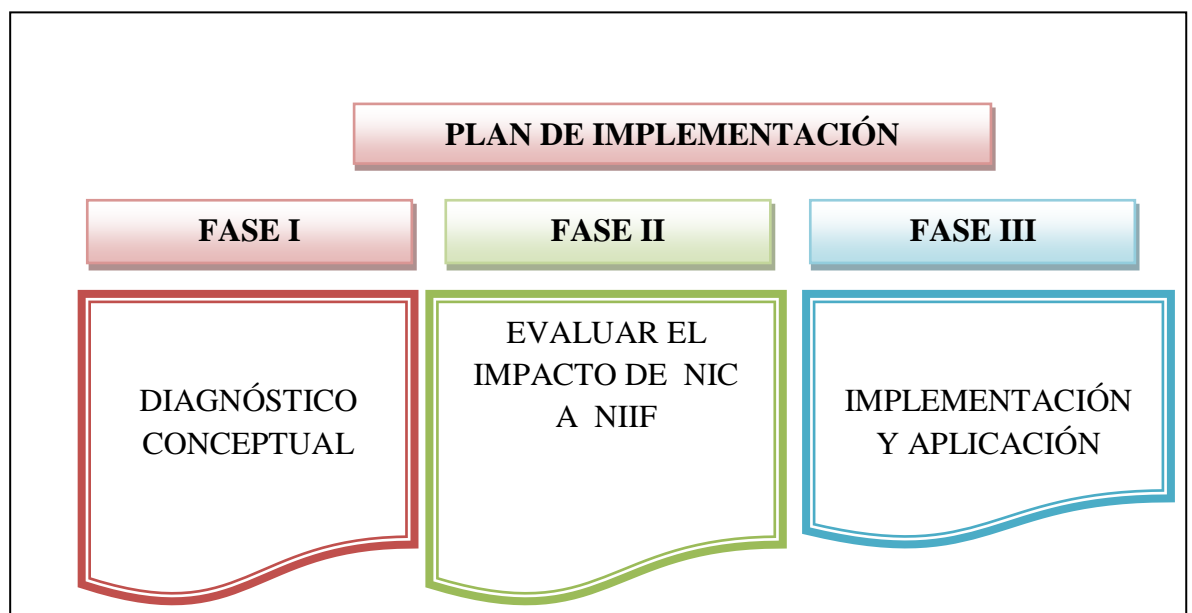 PLAN DE IMPLEMENTACIÓN
FASE I
FASE II
FASE III
DIAGNÓSTICO
CONCEPTUAL
EVALUAR EL
IMPACTO DE NIC
A NIIF
IMPLEMENTACIÓN
Y APLICACIÓN